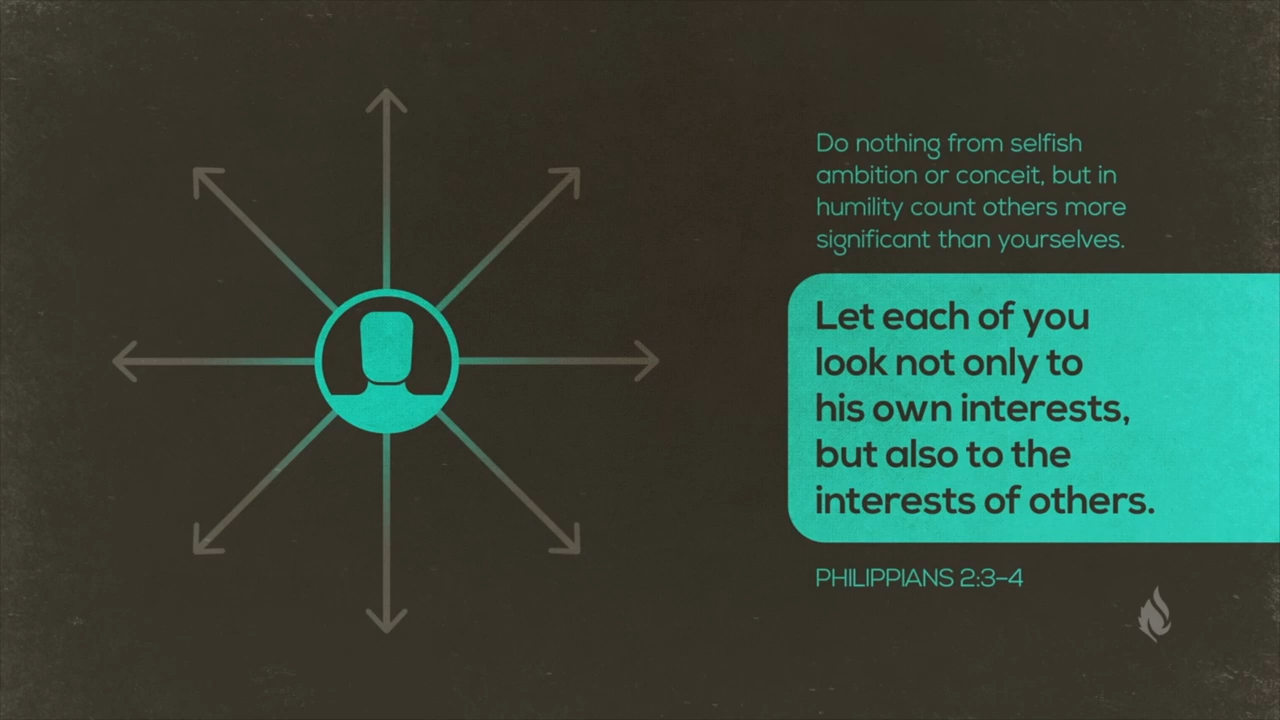 Do nothing from selfish
ambition or conceit, but in
humility count others more
significant than yourselves.
Let each of you
look not only to
his own interests,
but also to the
interests of others.
PHILIPPIANS 2:3–4